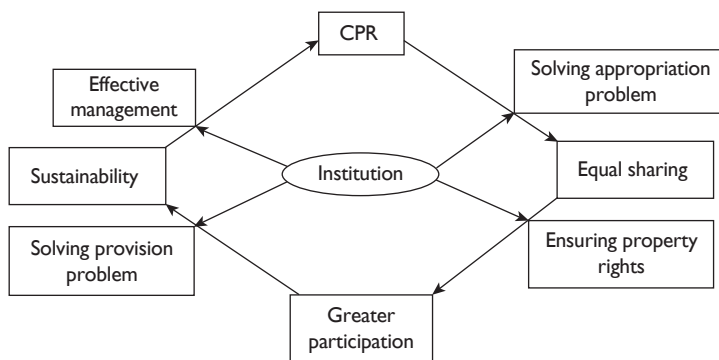 CPR
Effective
management
Solving appropriation
problem
Sustainability
Institution
Equal sharing
Solving provision
problem
Ensuring property
rights
Greater
participation